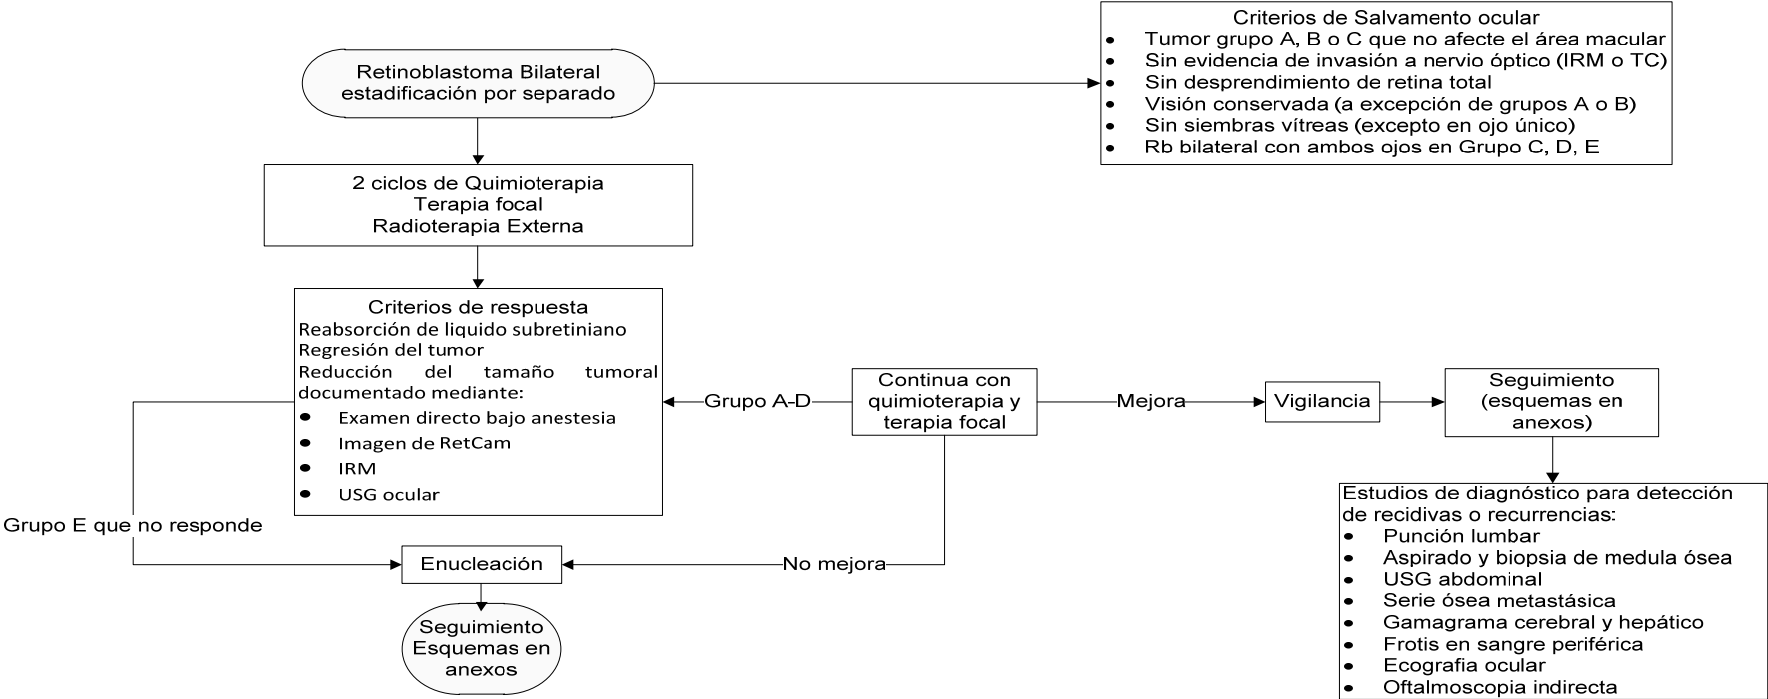 Criterios de Salvamento ocular
● Tumor grupo A, B o C que no afecte el área macular
● Sin evidencia de invasión a nervio óptico (IRM o TC)
● Sin desprendimiento de retina total
● Visión conservada (a excepción de grupos A o B)
● Sin siembras vítreas (excepto en ojo único)
● Rb bilateral con ambos ojos en Grupo C, D, E
Retinoblastoma Bilateral
estadificación por separado
2 ciclos de Quimioterapia
Terapia focal
Radioterapia Externa
Criterios de respuesta
Reabsorción de liquido subretiniano
Regresión del tumor
Reducción del tamaño tumoral
documentado mediante:
● Examen directo bajo anestesia
● Imagen de RetCam
● IRM
● USG ocular
Grupo A-D
Continua con
quimioterapia y
terapia focal
Mejora
Vigilancia
Seguimiento
(esquemas en
anexos)
Grupo E que no responde
Enucleación
No mejora
Seguimiento
Esquemas en
anexos
Estudios de diagnóstico para detección
de recidivas o recurrencias:
● Punción lumbar
● Aspirado y biopsia de medula ósea
● USG abdominal
● Serie ósea metastásica
● Gamagrama cerebral y hepático
● Frotis en sangre periférica
● Ecografia ocular
● Oftalmoscopia indirecta